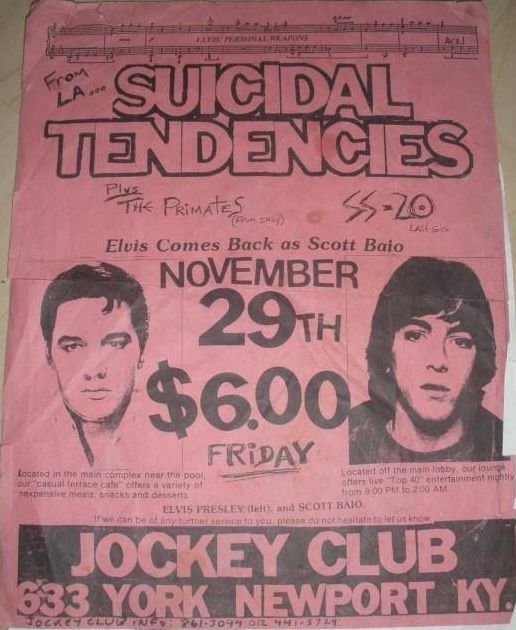 ELVIS' PERSONAL WEAPONS
From
LA...
SUICIDAL
TENDENCIES
Plus
THE PRIMATES
(FROM INDY)
SS-20
LAST GIG
Elvis Comes Back as Scott Baio
NOVEMBER
29TH
$6.00
FRiDAY
Located in the main complex near the pool,
our "casual terrace cafe" offers a variety of
nexpensive meals, snacks and desserts.
Located off the main lobby, our lounge
offers live "Top 40" entertainment nightly
from 9:00 PM to 2:00 AM
ELVIS PRESLEY (left), and SCOTT BAIO.
If we can be of any further service to you, please do not hesitate to let us know
JOCKEY CLUB
633 YORK NEWPORT KY.
JOCKEY CLUB INFO: 861-3094 OR 441-5724